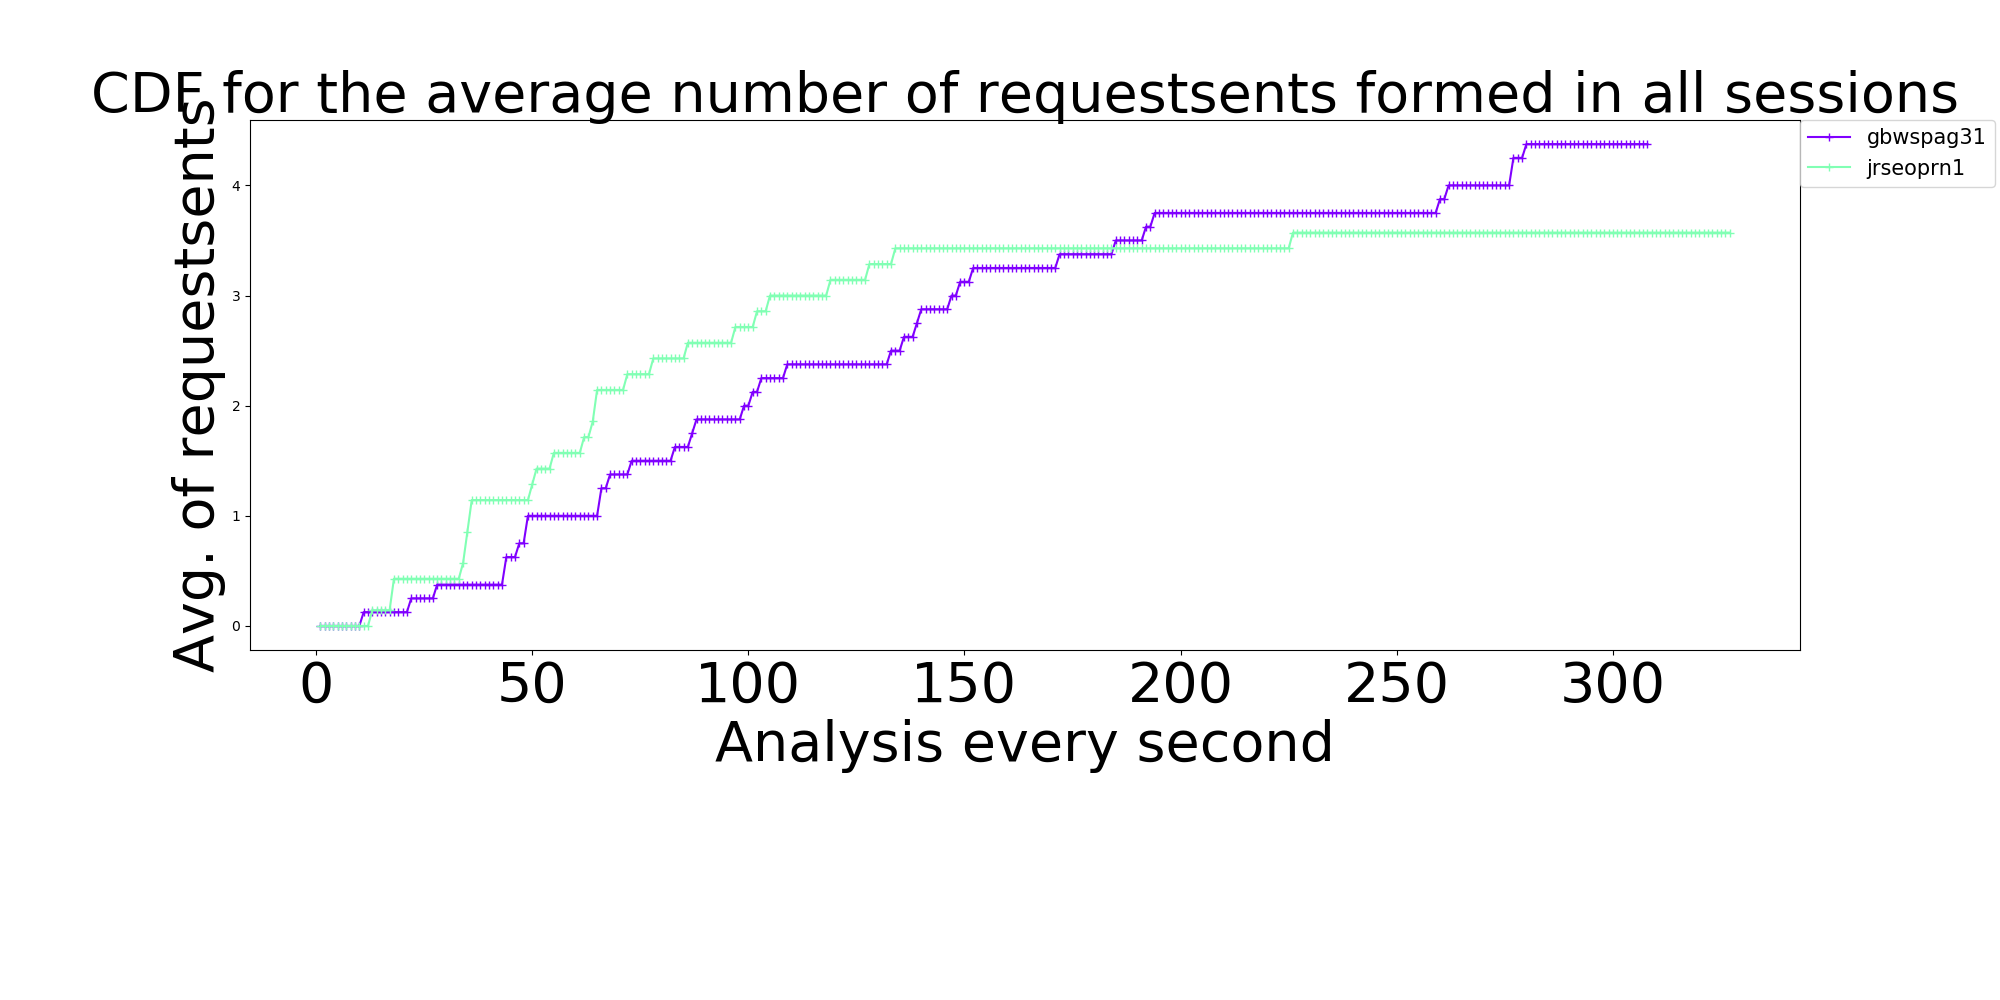 CDF for the average number of requestsents formed in all sessions
Avg. of requestsents
4
3
2
1
0
0 50 100 150 200 250 300
Analysis every second
gbwspag31
jrseoprn1